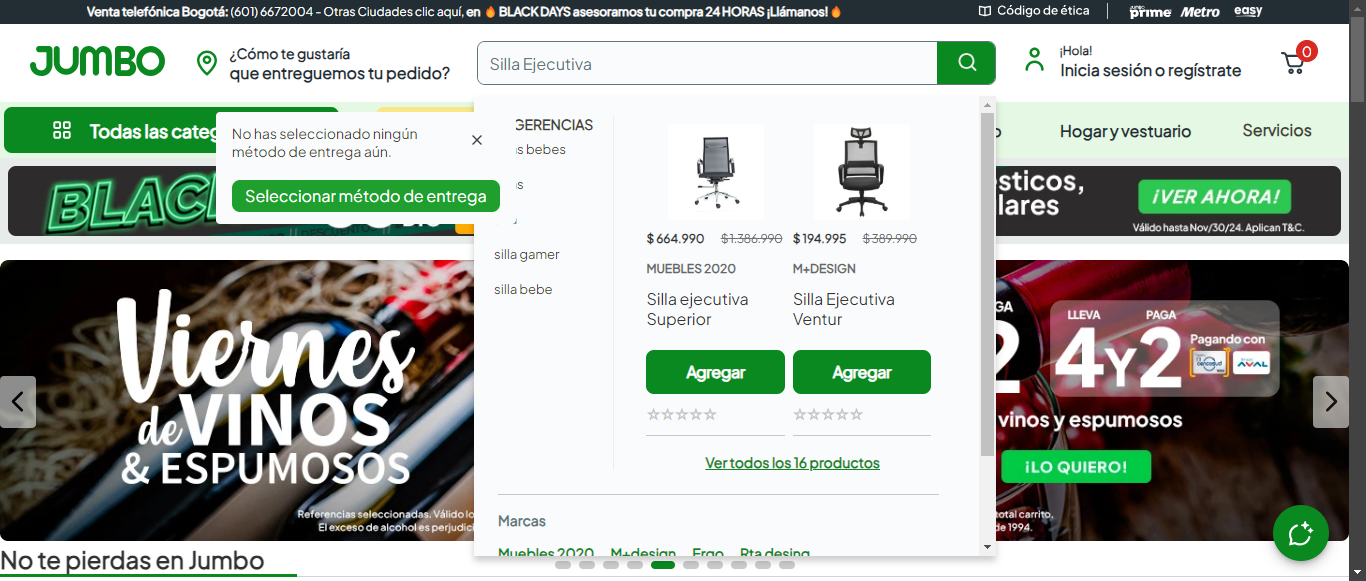 Venta telefónica Bogotá: (601) 6672004 - Otras Ciudades clic aquí, en 🔥 BLACK DAYS asesoramos tu compra 24 HORAS ¡Llámanos!🔥
Código de ética
prime
Metro
easy
JUMBO
¿Cómo te gustaría
que entreguemos tu pedido?
Silla Ejecutiva
¡Hola!
Inicia sesión o regístrate
0
Todas las categ
Hogar y vestuario
Servicios
No has seleccionado ningún
método de entrega aún.
Seleccionar método de entrega
GERENCIAS
s bebes
silla gamer
silla bebe
BLAC
sticos,
lares
¡VER AHORA!
Válido hasta Nov/30/24. Aplican T&C.
$ 664.990 $ 1.386.990
MUEBLES 2020
Silla ejecutiva
Superior
Agregar
$ 194.995 $ 389.990
M+DESIGN
Silla Ejecutiva
Ventur
Agregar
Ver todos los 16 productos
Marcas
Muebles 2020 M+design Ergo Rta desing
Viernes
de VINOS
& ESPUMOSOS
Referencias seleccionadas. Válido lo
El exceso de alcohol es perjudici
GA
2
LLEVA PAGA
4Y2
Pagando con
cencosud
AVAL
vinos y espumosos
¡LO QUIERO!
total carrito.
de 1994.
No te pierdas en Jumbo